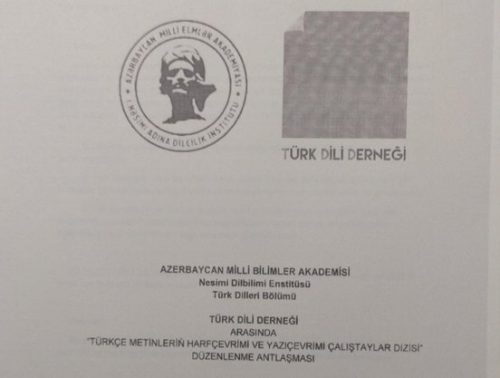 AZƏRBAYCAN MİLLİ ELMLƏR AKADEMİYASI
İ. NƏSİMİ ADINA DİLÇİLİK İNSTİTUTU
TÜRK DİLİ DERNEĞİ
AZERBAYCAN MİLLİ BİLİMLER AKADEMİSİ
Nesimi Dilbilimi Enstitüsü
Türk Dilleri Bölümü
TÜRK DİLİ DERNEĞİ
ARASINDA
"TÜRKÇE METİNLERİN HARFÇEVRİMİ VE YAZIÇEVRİMİ ÇALIŞTAYLAR DİZİSİ"
DÜZENLENME ANTLAŞMASI